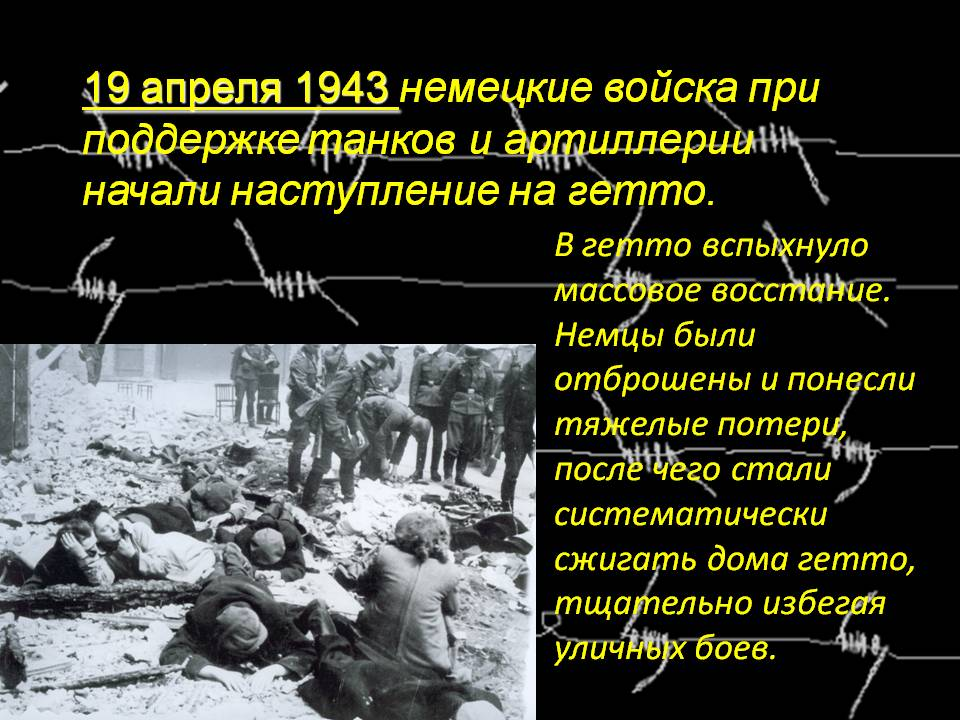 19 апреля 1943 немецкие войска при
поддержке танков и артиллерии
начали наступление на гетто.
В гетто вспыхнуло
массовое восстание.
Немцы были
отброшены и понесли
тяжелые потери,
после чего стали
систематически
сжигать дома гетто,
тщательно избегая
уличных боев.